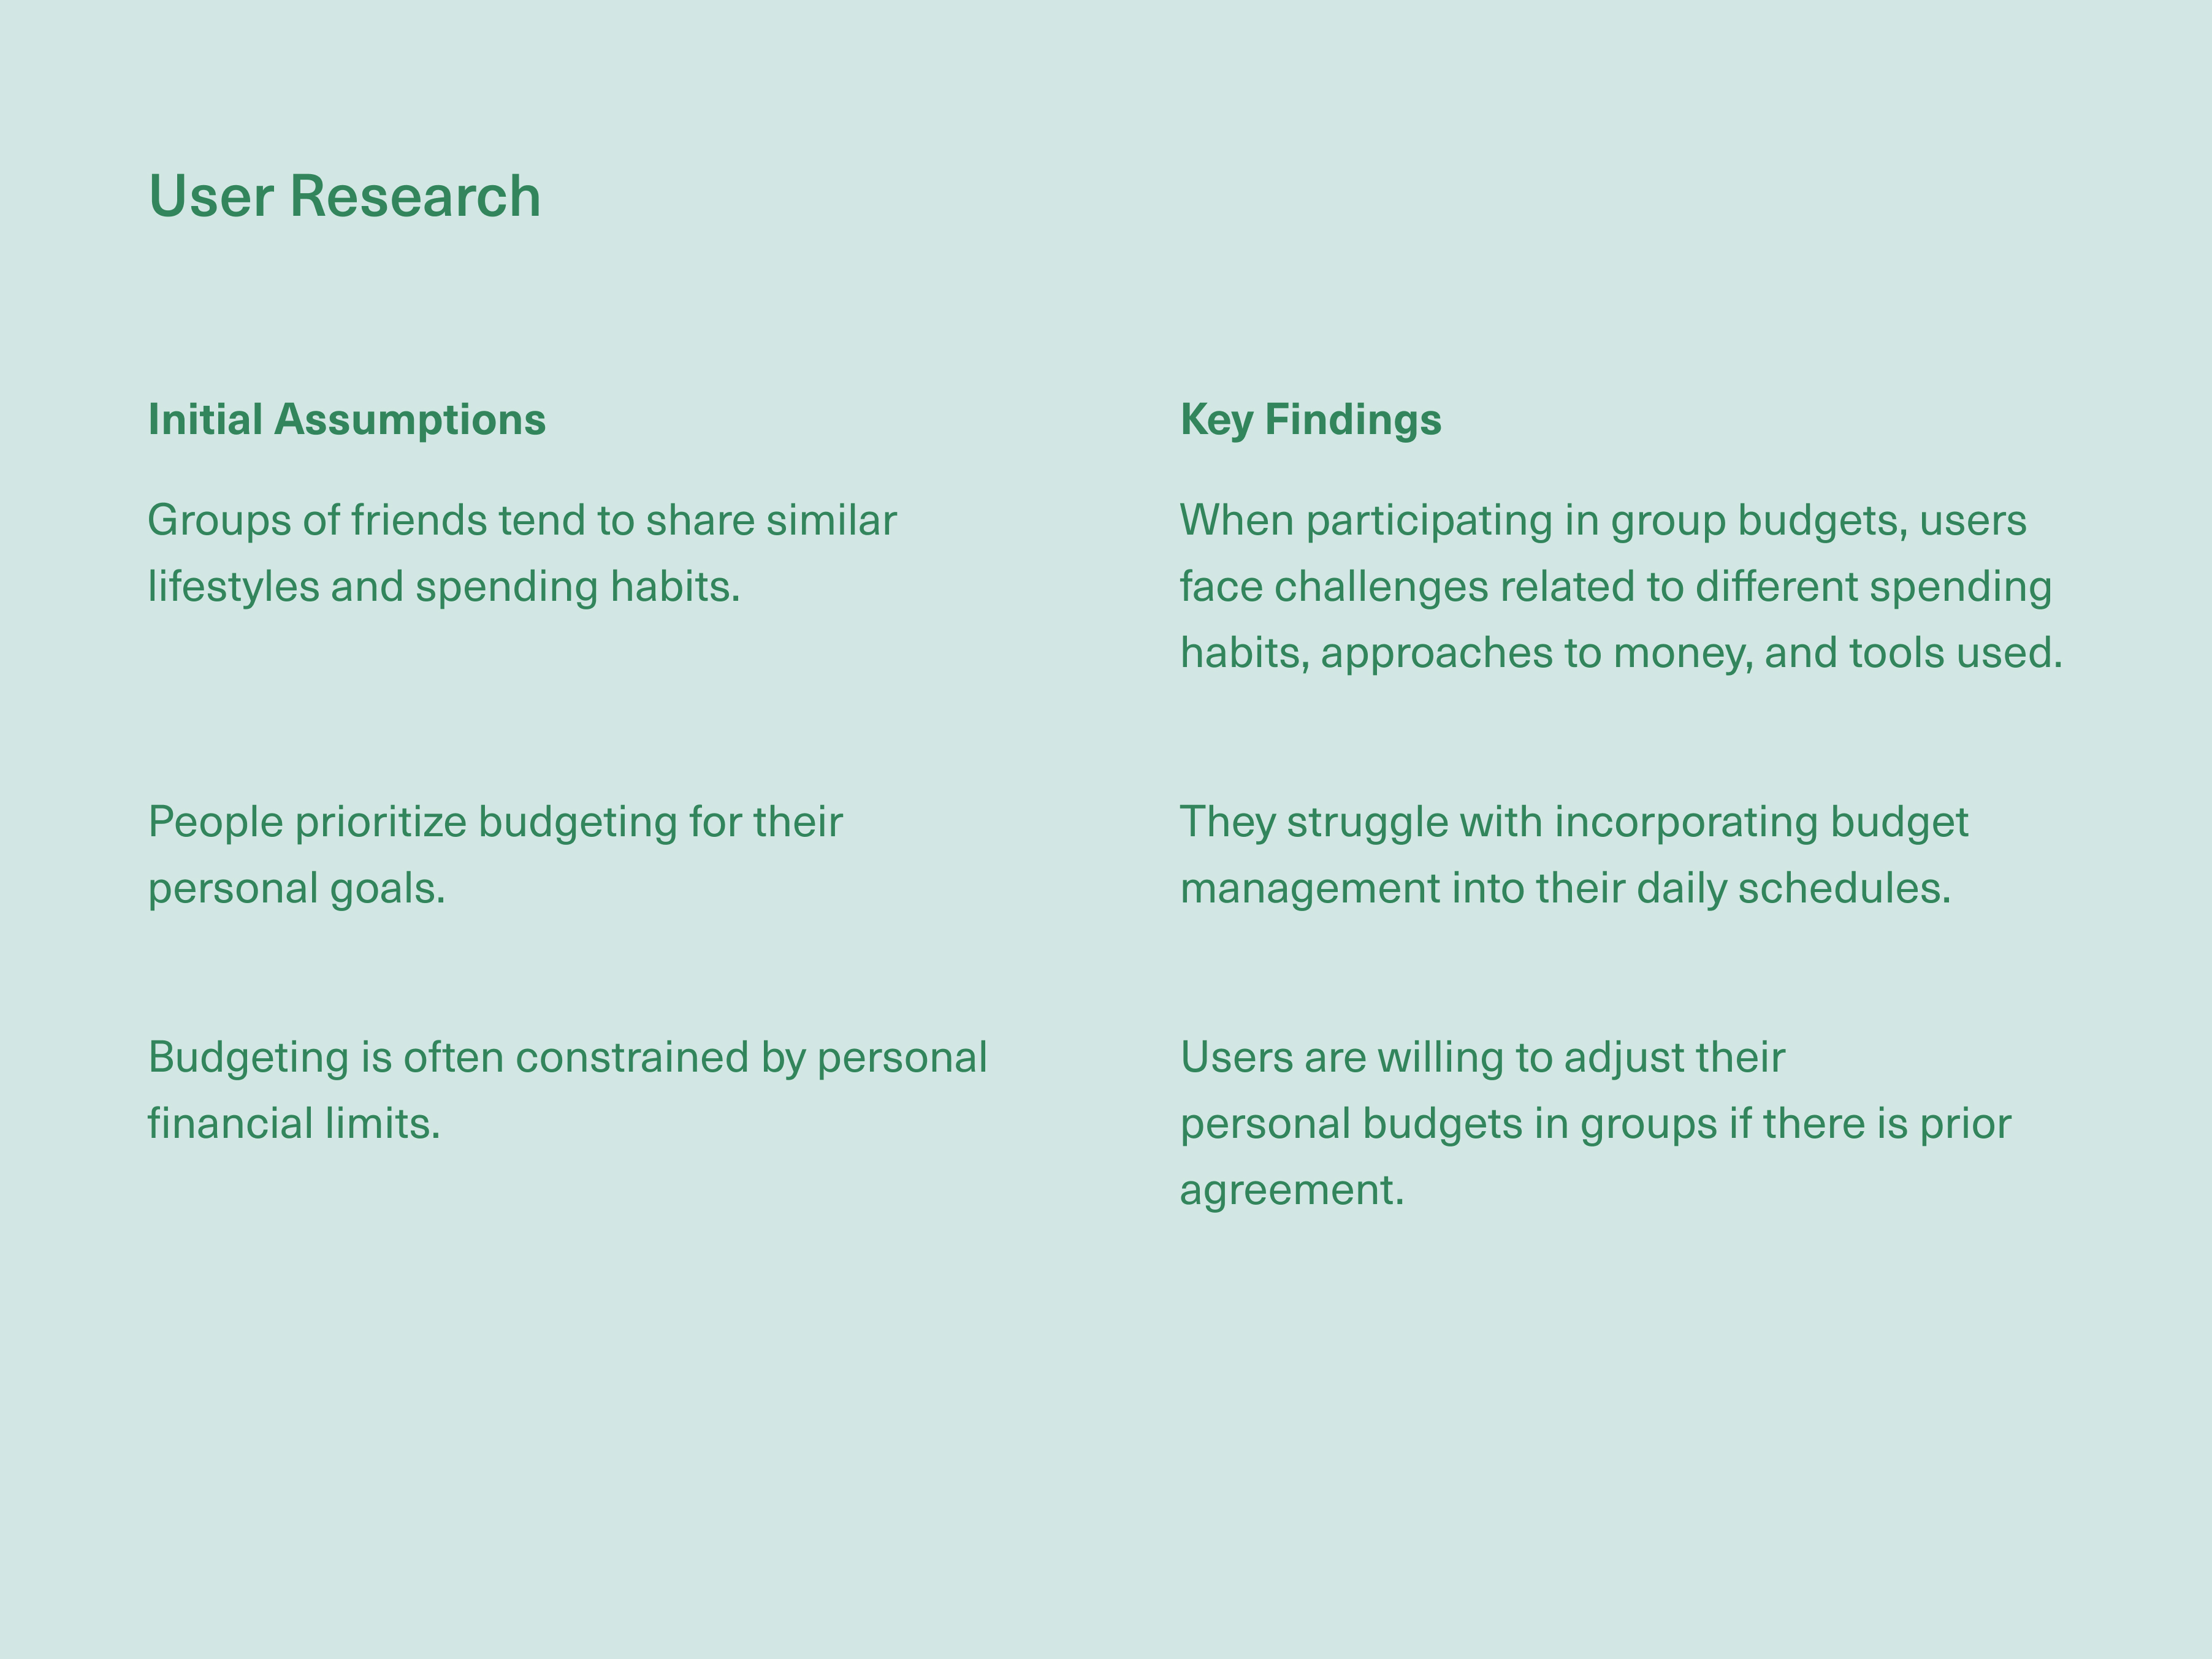 User Research
Initial Assumptions
Groups of friends tend to share similar
lifestyles and spending habits.
People prioritize budgeting for their
personal goals.
Budgeting is often constrained by personal
financial limits.
Key Findings
When participating in group budgets, users
face challenges related to different spending
habits, approaches to money, and tools used.
They struggle with incorporating budget
management into their daily schedules.
Users are willing to adjust their
personal budgets in groups if there is prior
agreement.